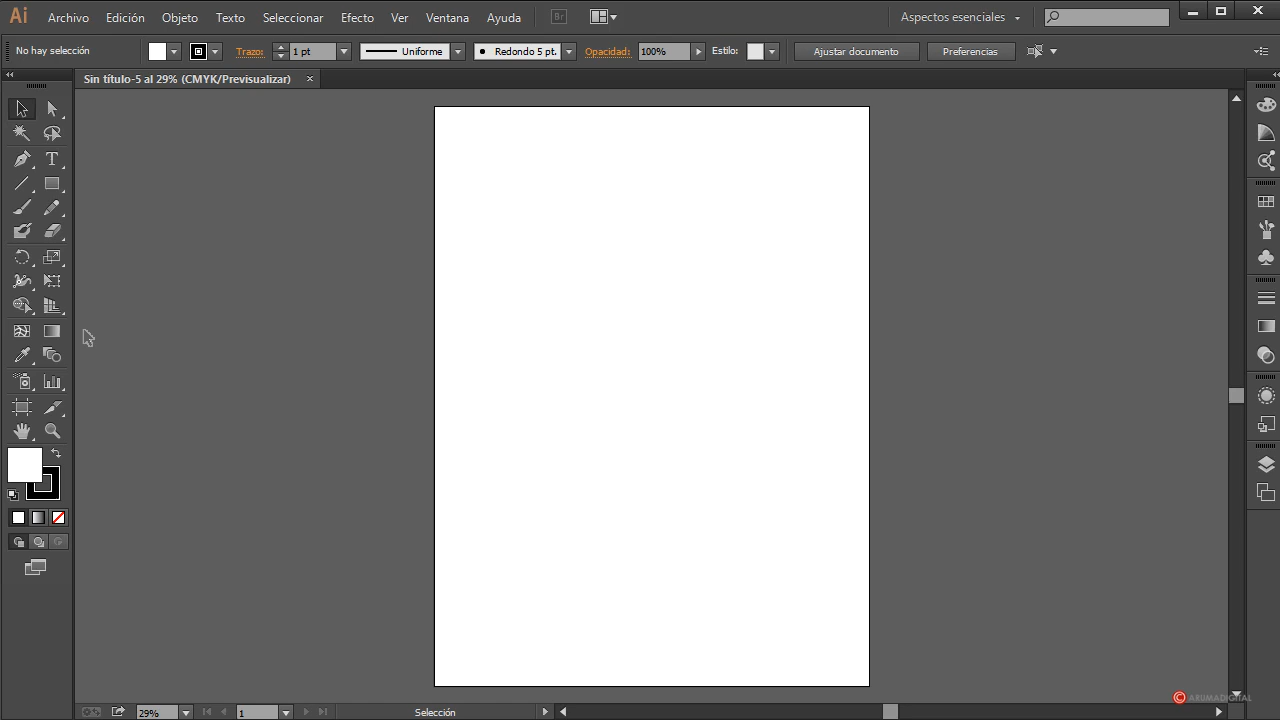 Ai Archivo Edición Objeto Texto Seleccionar Efecto Ver Ventana Ayuda Br Aspectos esenciales
No hay selección Trazo: 1 pt Uniforme Redondo 5 pt. Opacidad: 100% Estilo: Ajustar documento Preferencias
Sin título-5 al 29% (CMYK/Previsualizar) ×
T
© ARUMADIGITAL
29% 1 Selección